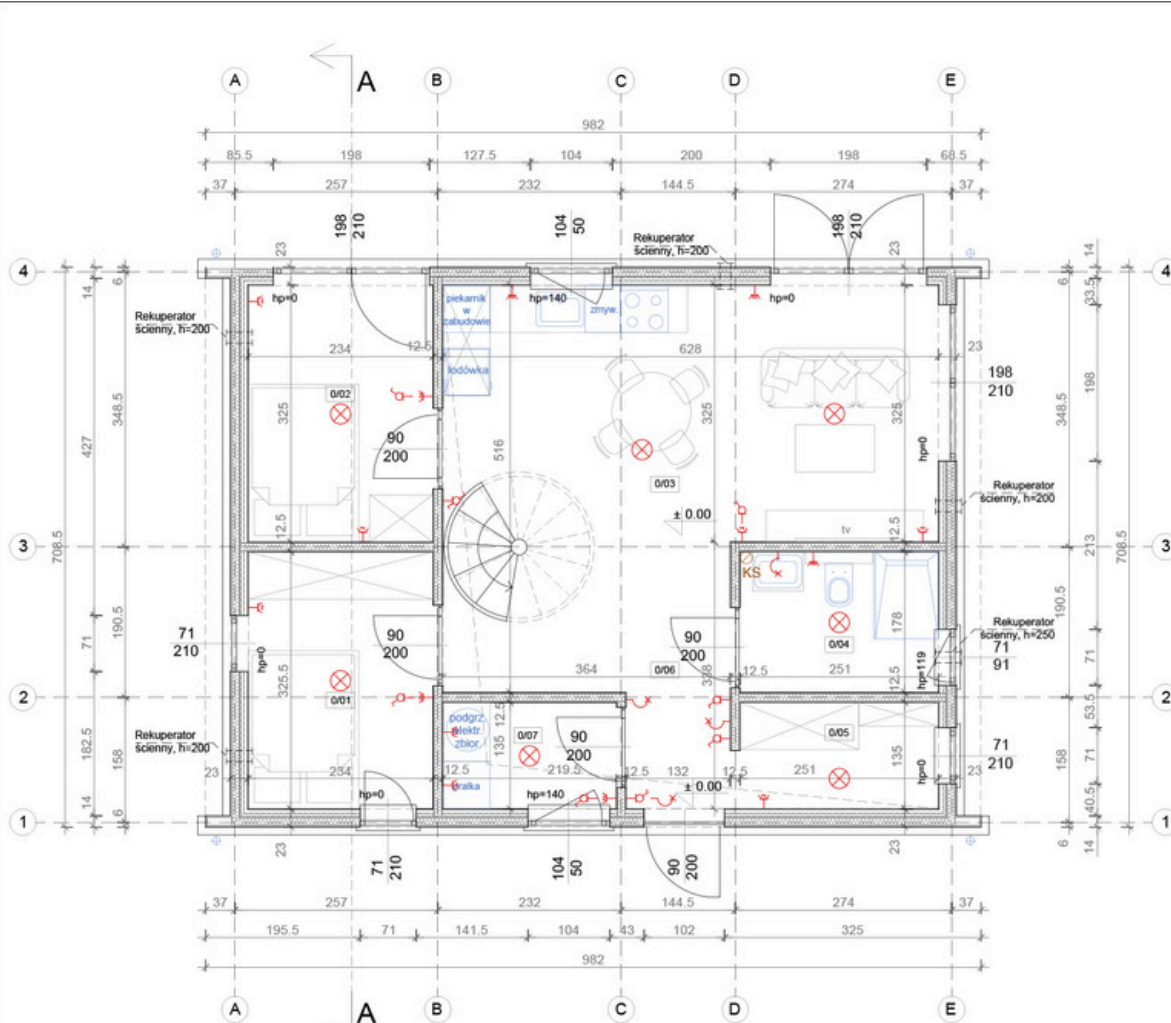 A A B C D E
982
85.5 198 127.5 104 200 198 68.5
37 257 232 144.5 274 37
198
210
104
50
198
210
Rekuperator
ścienny, h=200
23 23
4 4
14 6 6 14
hp=0 hp=140 hp=0
piekarnik
w
zabudowie
zmyw.
33.5
Rekuperator
ścienny, h=200
234 12.5 628 23
lodówka
198
210
198
0/02
348.5 325 325 325 348.5
427
90
200
516
hp=0
0/03
Rekuperator
ścienny, h=200
± 0.00
12.5 tv 12.5
3 3
708.5 708.5
KS
213
190.5 190.5
178
71
71
210
hp=0
90
200
90
200
0/04
Rekuperator
ścienny, h=250
71
91
71
0/06
325.5 364 338 12.5 251 12.5 hp=119
2 2
0/01
53.5
podgrz.
elektr.
zbior.
12.5
0/07
0/05
182.5
Rekuperator
ścienny, h=200
90
200
71
210
71
158 135 135 158
hp=0
23 234 12.5 219.5 12.5 132 12.5 251 23
pralka
± 0.00
hp=0 hp=140
40.5
14 6
1 1
6 14
23 23
71
210
104
50
90
200
37 257 232 144.5 274 37
195.5 71 141.5 104 43 102 325
982
A A B C D E